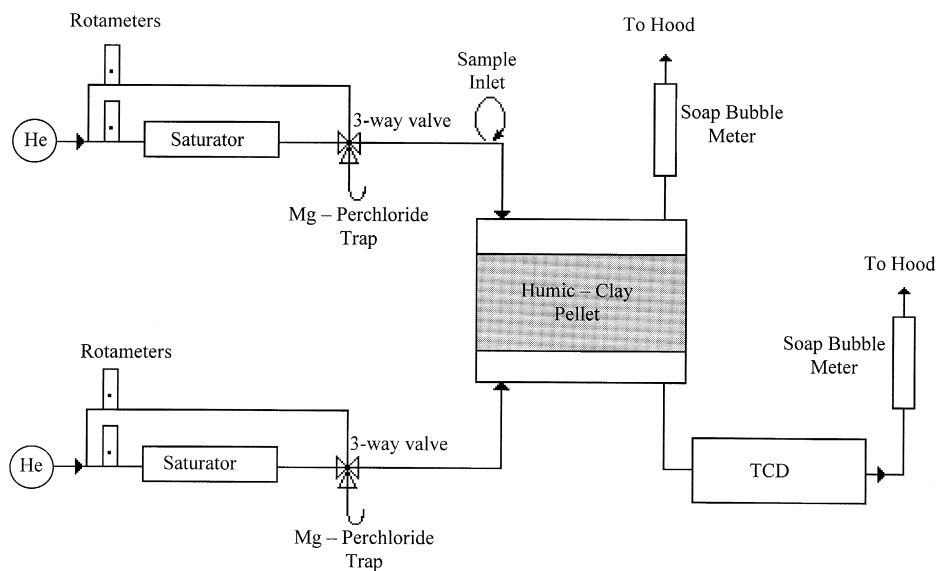 Rotameters
He
Saturator
3-way valve
Mg – Perchloride
Trap
Sample
Inlet
To Hood
Soap Bubble
Meter
Humic – Clay
Pellet
To Hood
Soap Bubble
Meter
Rotameters
He
Saturator
3-way valve
Mg – Perchloride
Trap
TCD